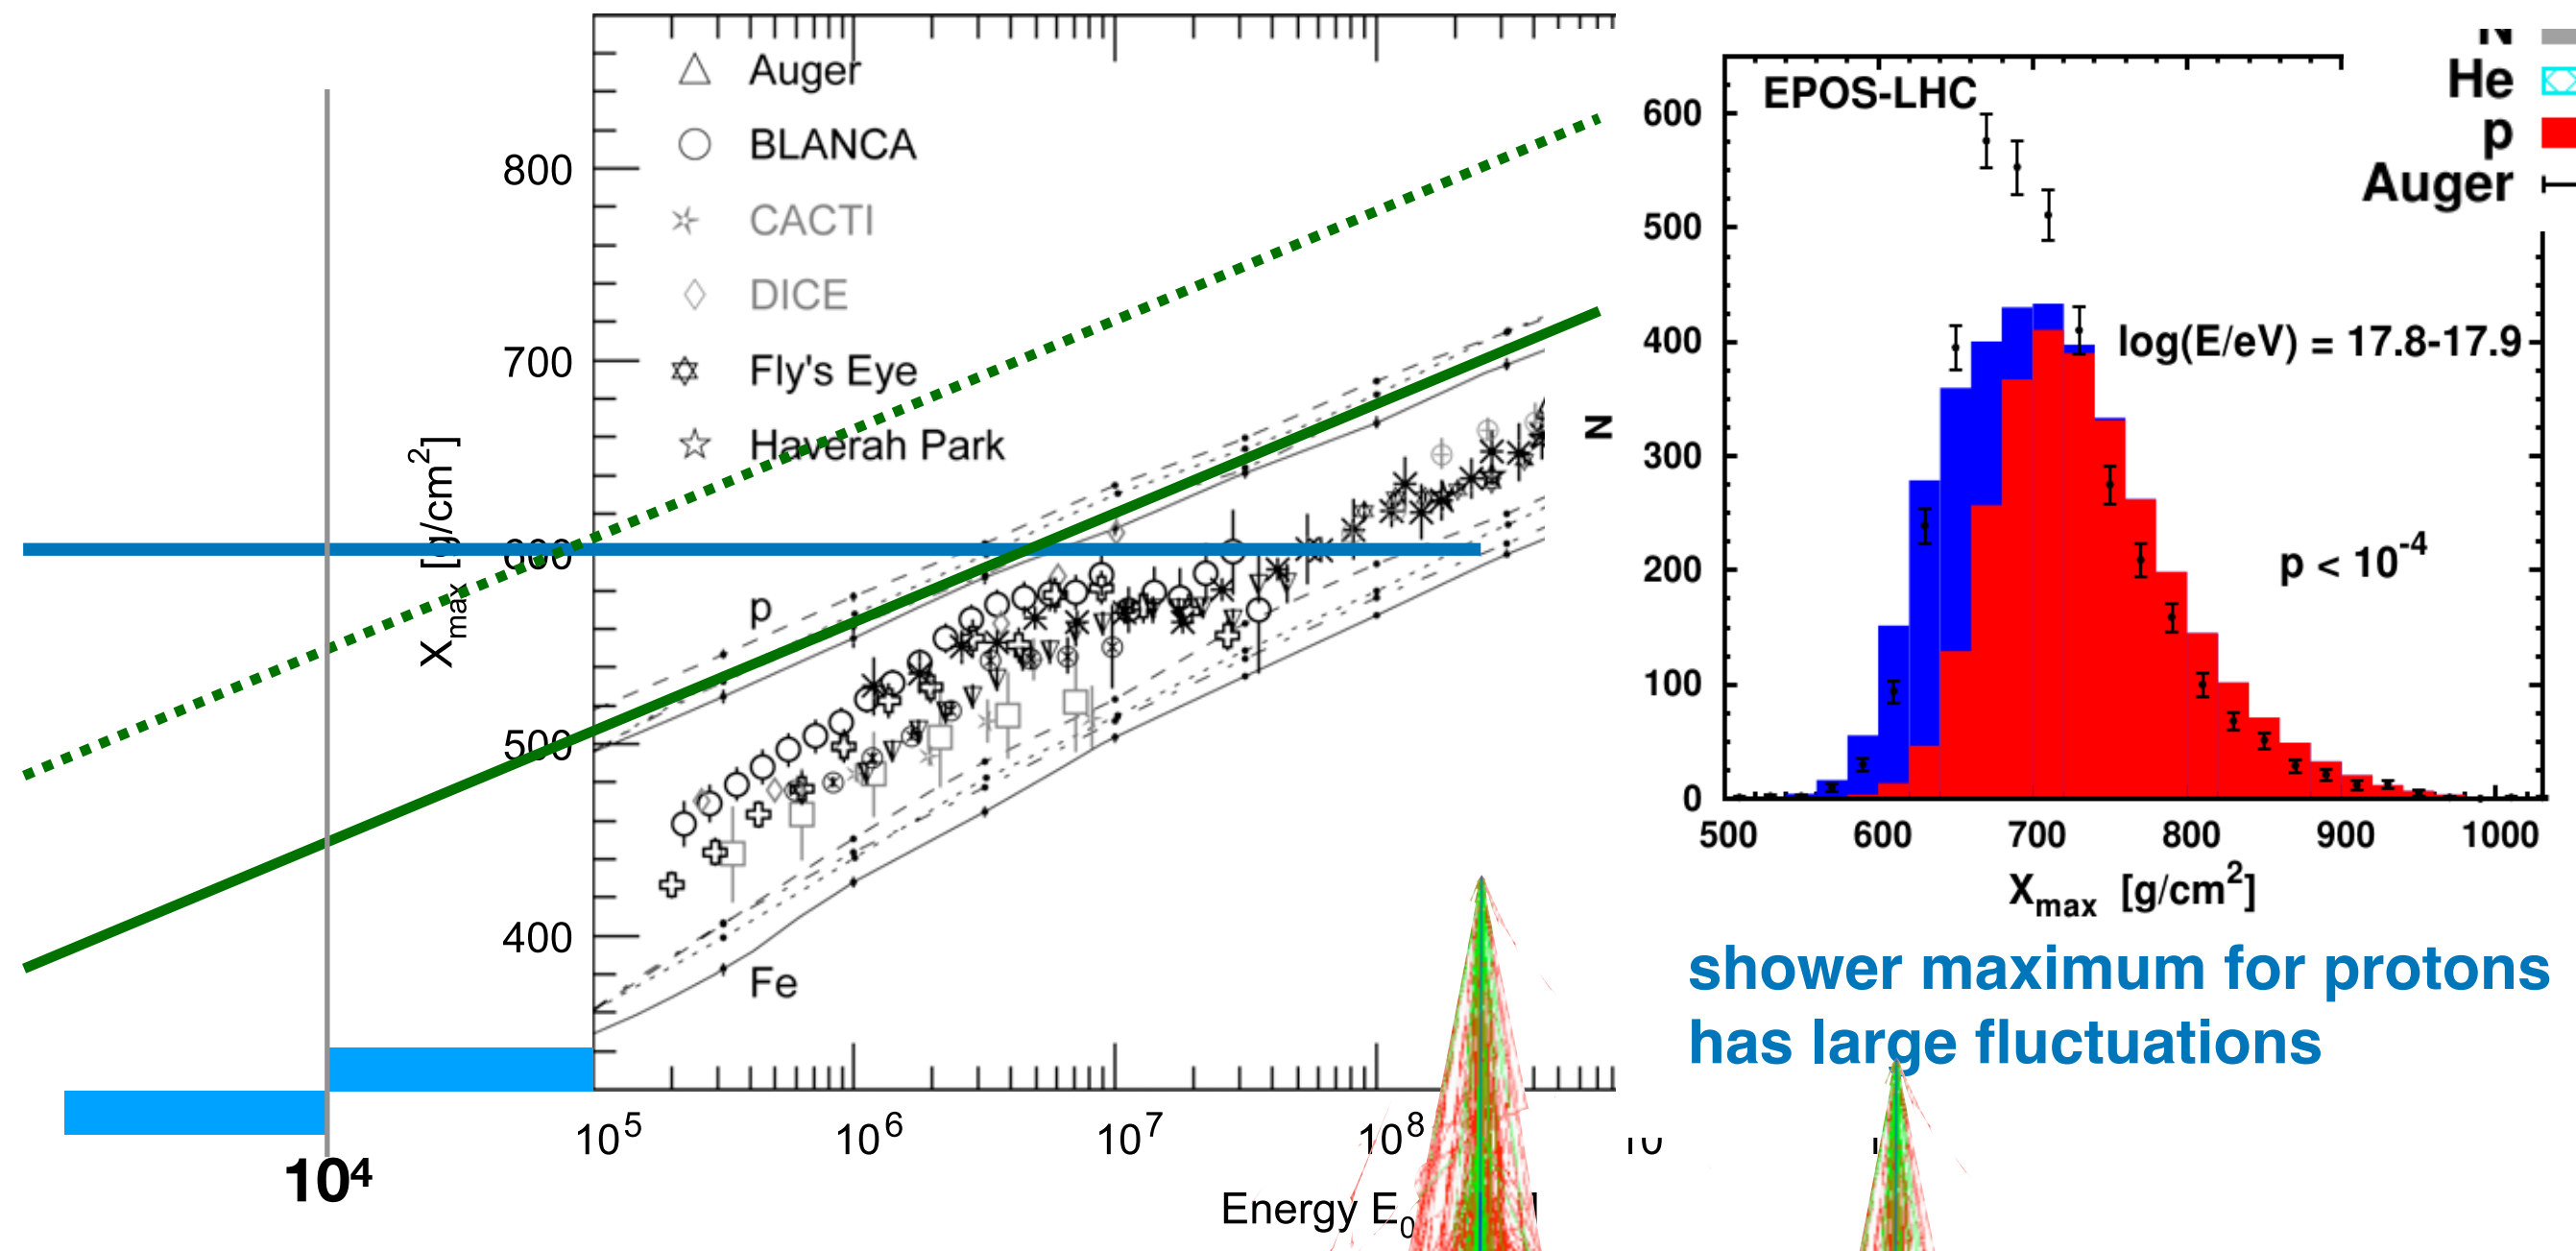 Auger
BLANCA
CACTI
DICE
Fly's Eye
Haverah Park
800
700
600
500
400
X_max [g/cm²]
p
Fe
10⁴
10⁵
10⁶
10⁷
10⁸
10
Energy E₀
EPOS-LHC
N
He
p
Auger
log(E/eV) = 17.8-17.9
p < 10⁻⁴
N
600
500
400
300
200
100
0
500
600
700
800
900
1000
X_max [g/cm²]
shower maximum for protons
has large fluctuations